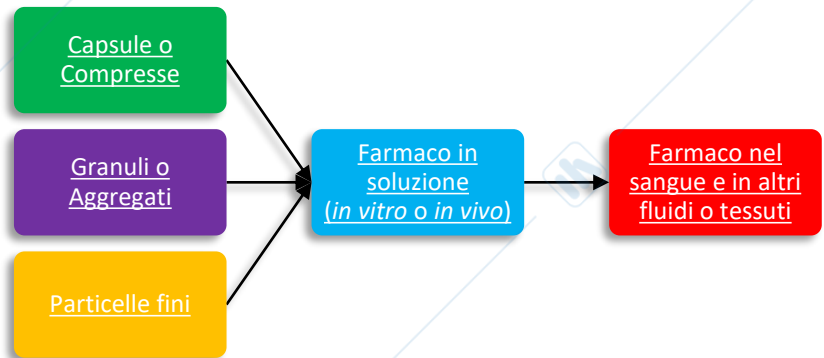 Capsule o
Compresse
Granuli o
Aggregati
Particelle fini
Farmaco in
soluzione
(in vitro o in vivo)
Farmaco nel
sangue e in altri
fluidi o tessuti